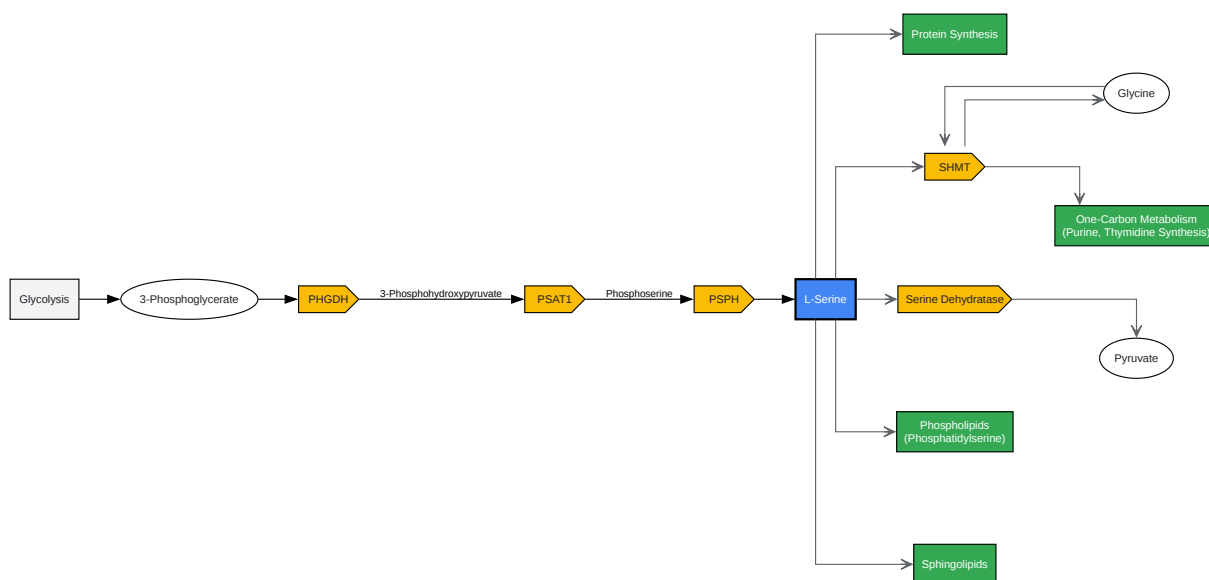 Protein Synthesis
Glycine
SHMT
One-Carbon Metabolism
(Purine, Thymidine Synthesis)
Glycolysis
3-Phosphoglycerate
PHGDH
3-Phosphohydroxypyruvate
PSAT1
Phosphoserine
PSPH
L-Serine
Serine Dehydratase
Pyruvate
Phospholipids
(Phosphatidylserine)
Sphingolipids